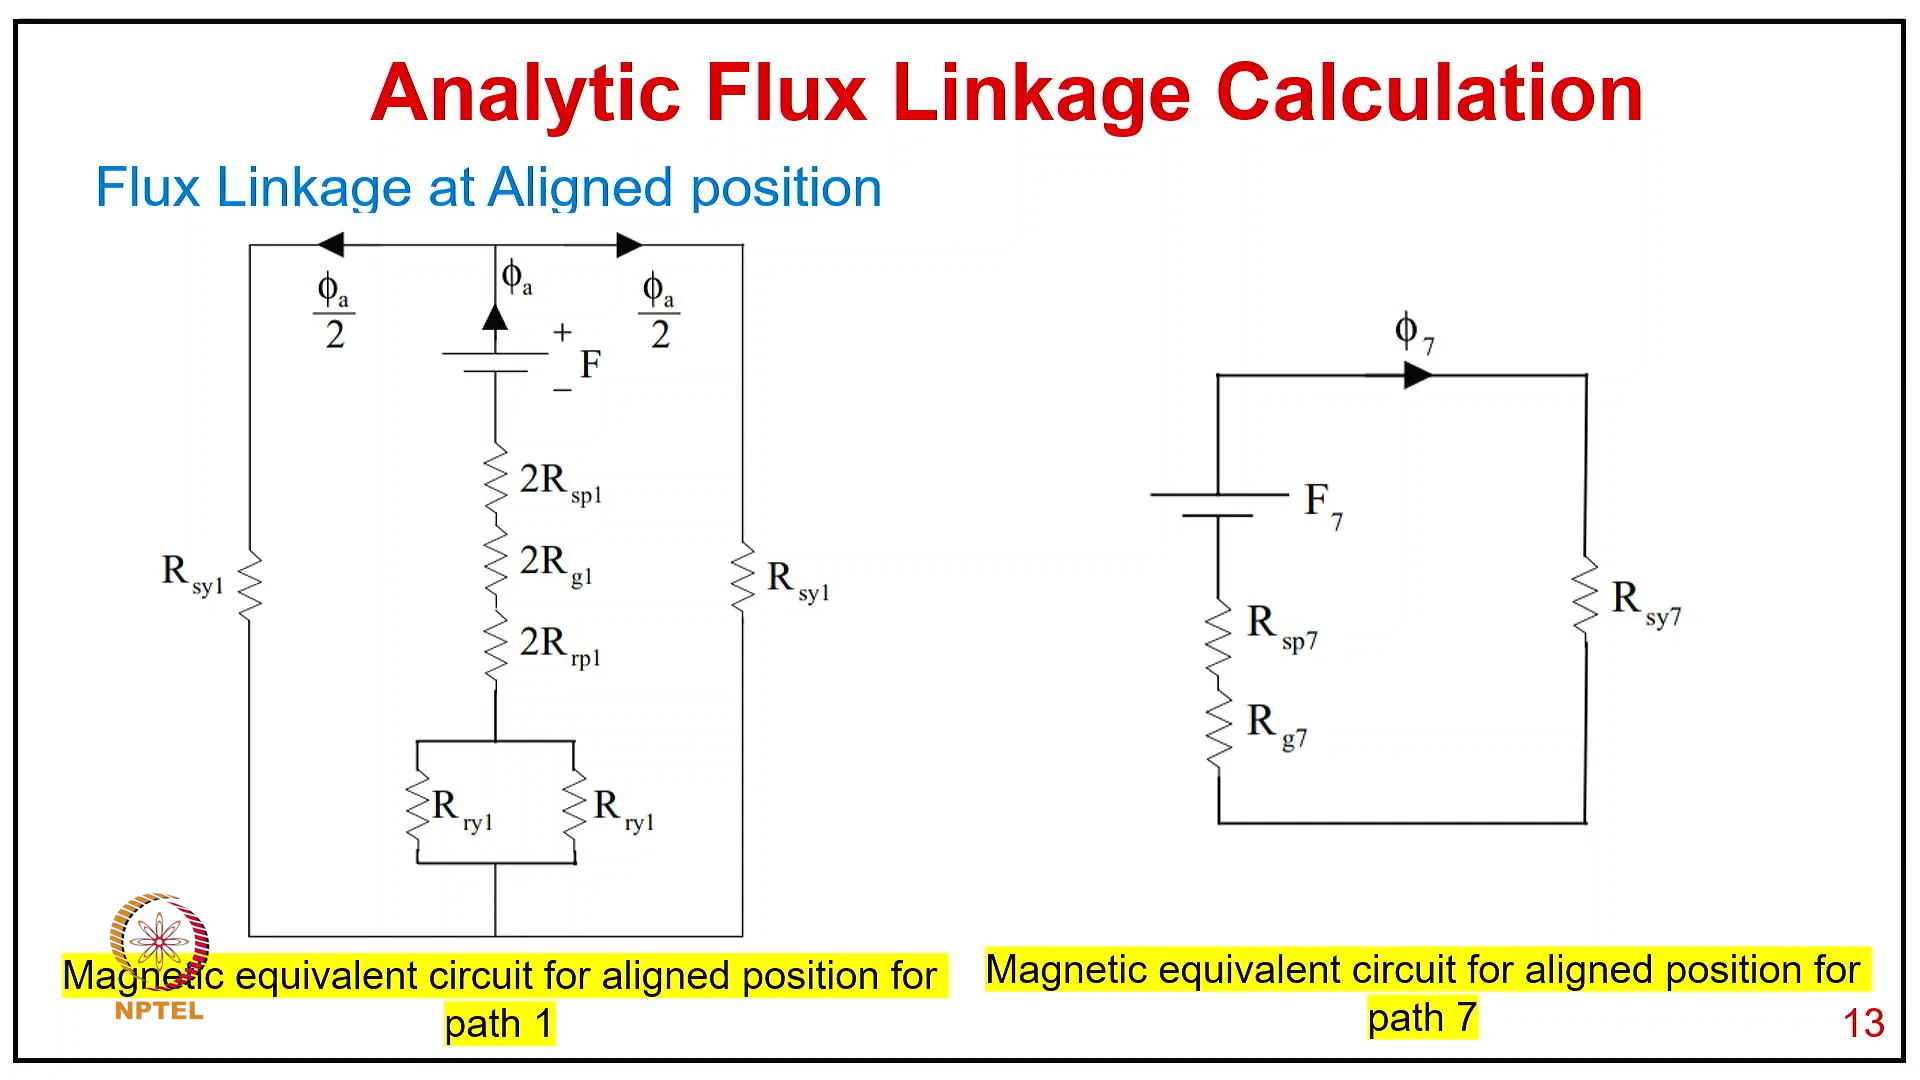 Analytic Flux Linkage Calculation
Flux Linkage at Aligned position
ϕa/2
ϕa
ϕa/2
+
F
−
2Rsp1
2Rg1
2Rrp1
Rsy1
Rsy1
Rry1
Rry1
Magnetic equivalent circuit for aligned position for
path 1
ϕ7
F7
Rsp7
Rg7
Rsy7
Magnetic equivalent circuit for aligned position for
path 7
NPTEL
13